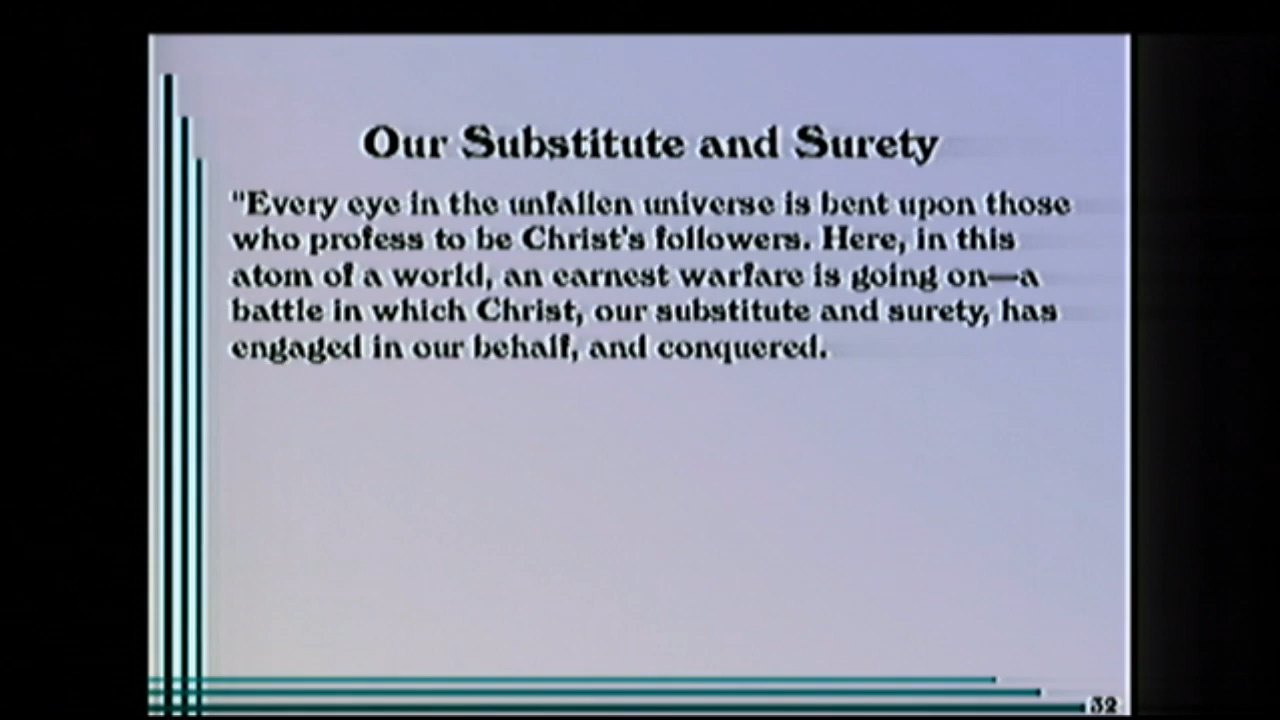 Our Substitute and Surety
"Every eye in the unfallen universe is bent upon those
who profess to be Christ's followers. Here, in this
atom of a world, an earnest warfare is going on—a
battle in which Christ, our substitute and surety, has
engaged in our behalf, and conquered.
32